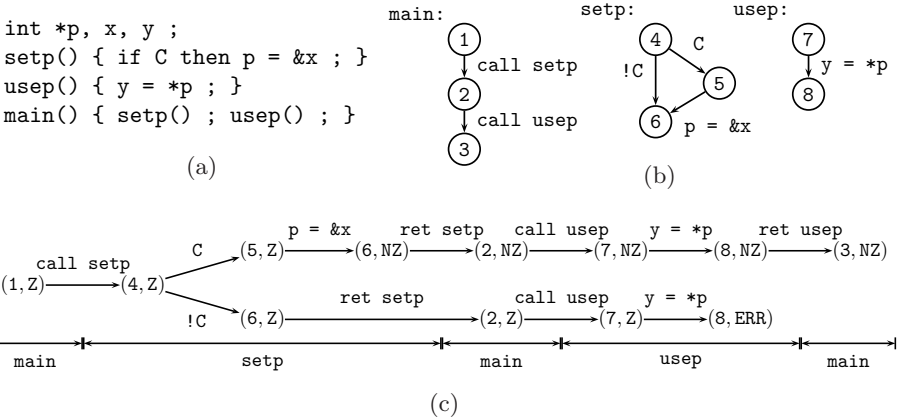 int *p, x, y ;
setp() { if C then p = &x ; }
usep() { y = *p ; }
main() { setp() ; usep() ; }
(a)
main:
1
call setp
2
call usep
3
setp:
4
C
!C
5
6
p = &x
usep:
7
y = *p
8
(b)
p = &x ret setp call usep y = *p ret usep
C (5, Z) (6, NZ) (2, NZ) (7, NZ) (8, NZ) (3, NZ)
call setp
(1, Z) (4, Z)
ret setp call usep y = *p
!C (6, Z) (2, Z) (7, Z) (8, ERR)
main setp main usep main
(c)